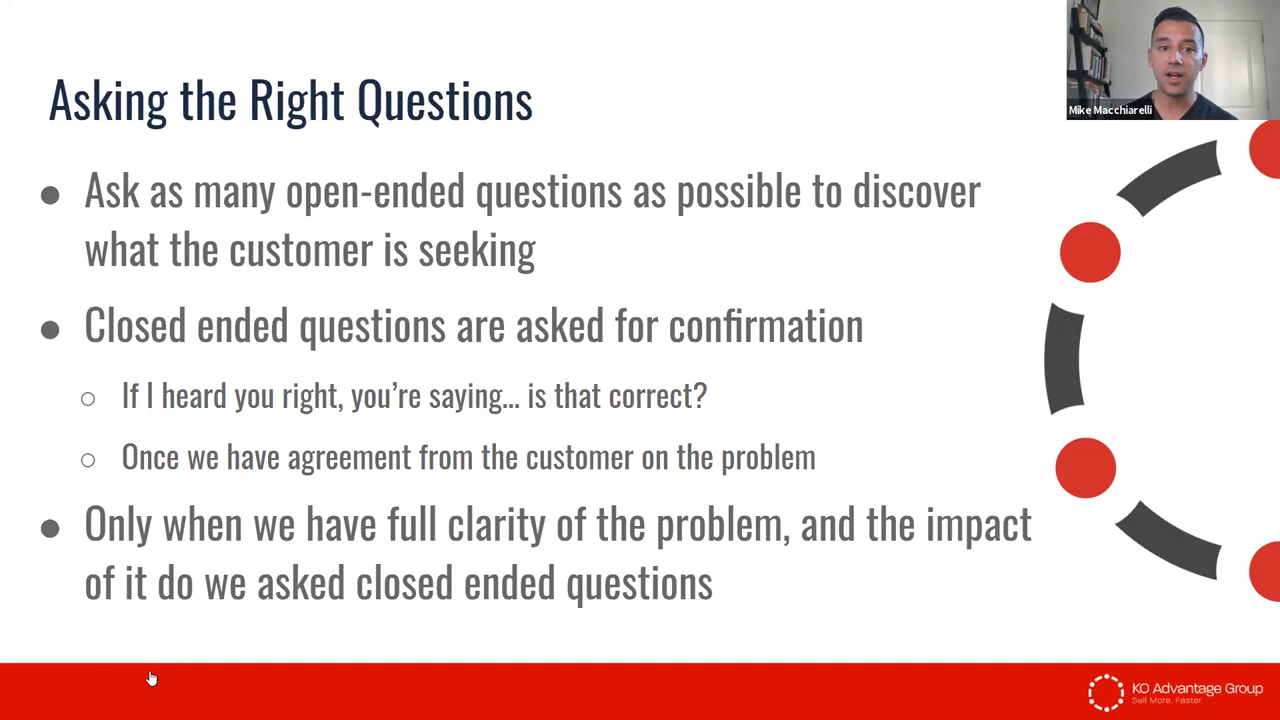 Asking the Right Questions
Mike Macchiarelli
● Ask as many open-ended questions as possible to discover
what the customer is seeking
● Closed ended questions are asked for confirmation
○ If I heard you right, you’re saying... is that correct?
○ Once we have agreement from the customer on the problem
● Only when we have full clarity of the problem, and the impact
of it do we asked closed ended questions
KO Advantage Group
Sell More, Faster.